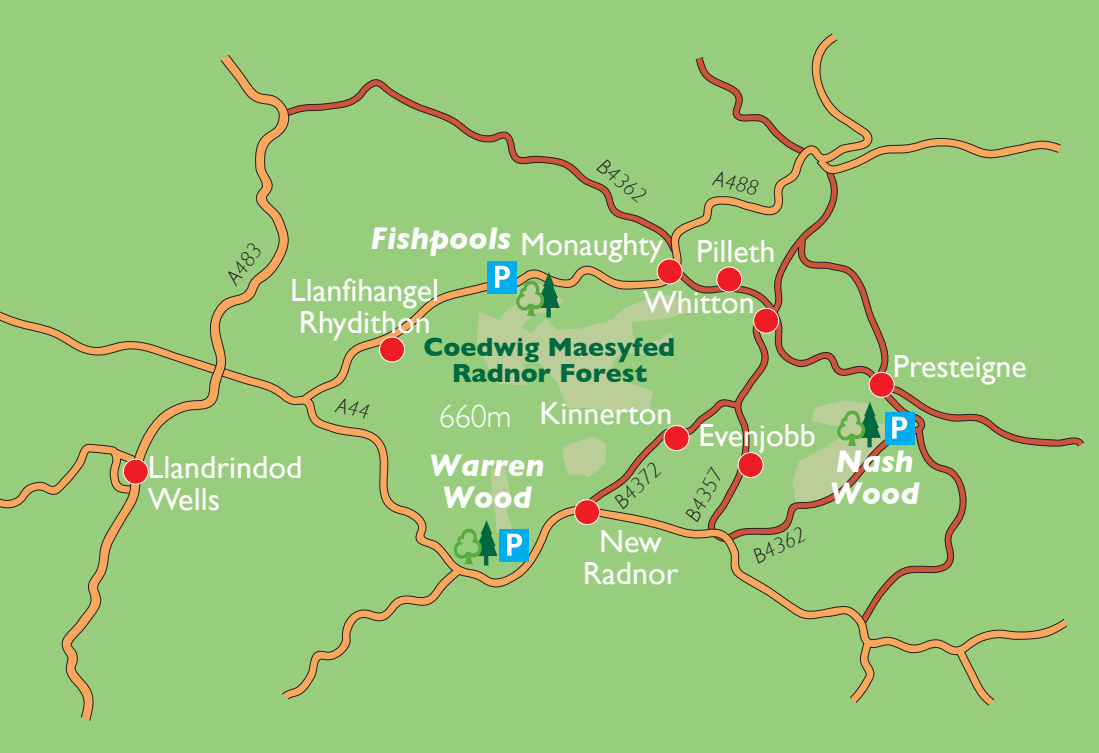 B4362
A488
Fishpools
P
Monaughty
Pilleth
A483
Llanfihangel
Rhydithon
Whitton
Coedwig Maesyfed
Radnor Forest
Presteigne
A44
660m
Kinnerton
Evenjobb
P
Nash
Wood
Llandrindod
Wells
Warren
Wood
P
B4372
B4357
B4362
New
Radnor